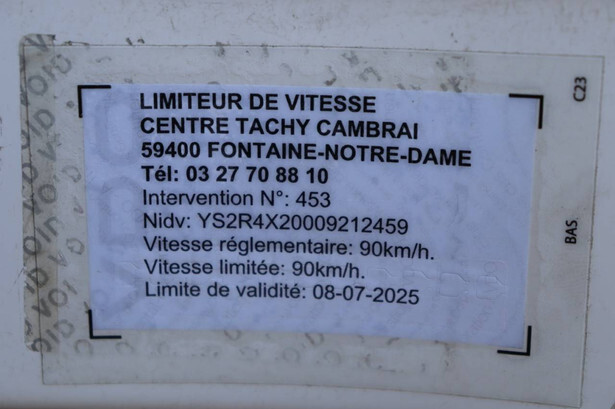 LIMITEUR DE VITESSE
CENTRE TACHY CAMBRAI
59400 FONTAINE-NOTRE-DAME
Tél: 03 27 70 88 10
Intervention N°: 453
Nidv: YS2R4X20009212459
Vitesse réglementaire: 90km/h.
Vitesse limitée: 90km/h.
Limite de validité: 08-07-2025
C23
BAS